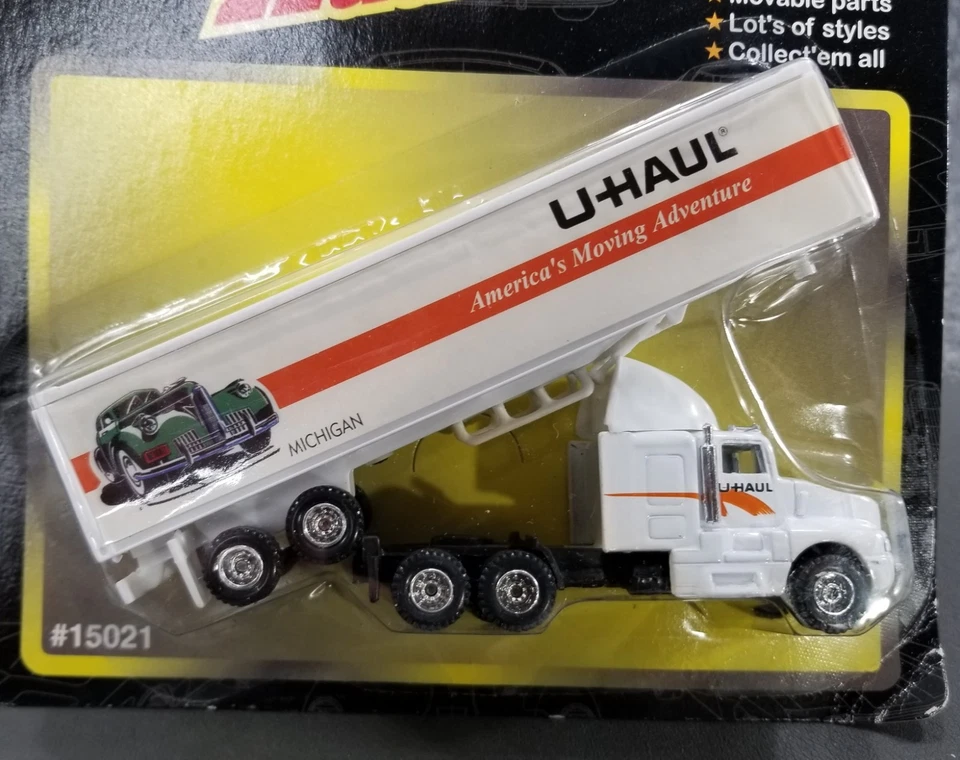 Movable parts
Lot's of styles
Collect'em all
U-HAUL®
America's Moving Adventure
MICHIGAN
U-HAUL
#15021